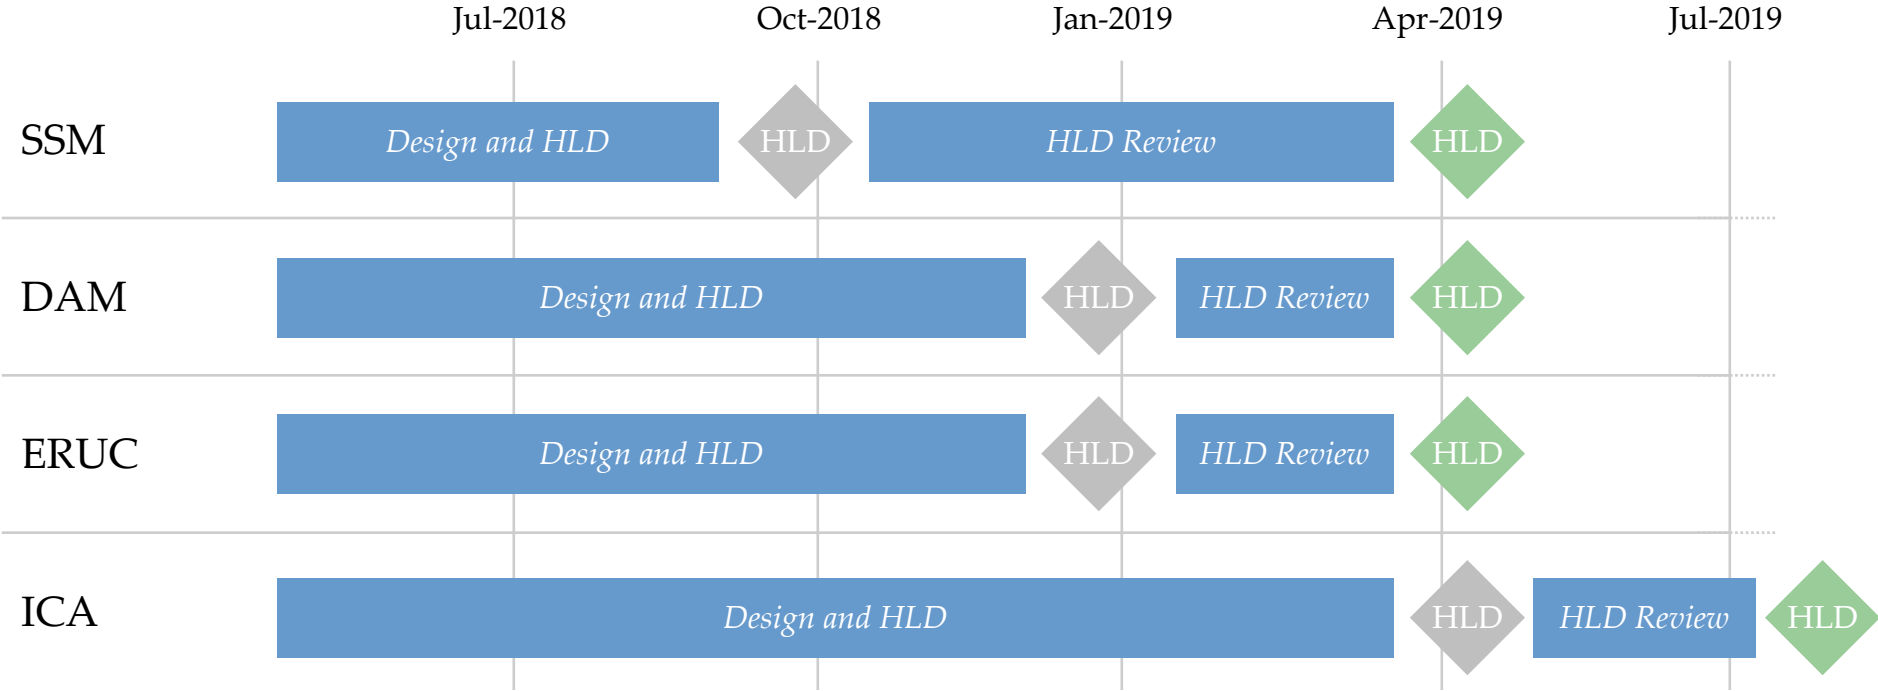 Jul-2018 Oct-2018 Jan-2019 Apr-2019 Jul-2019
SSM Design and HLD HLD HLD Review HLD
DAM Design and HLD HLD HLD Review HLD
ERUC Design and HLD HLD HLD Review HLD
ICA Design and HLD HLD HLD Review HLD